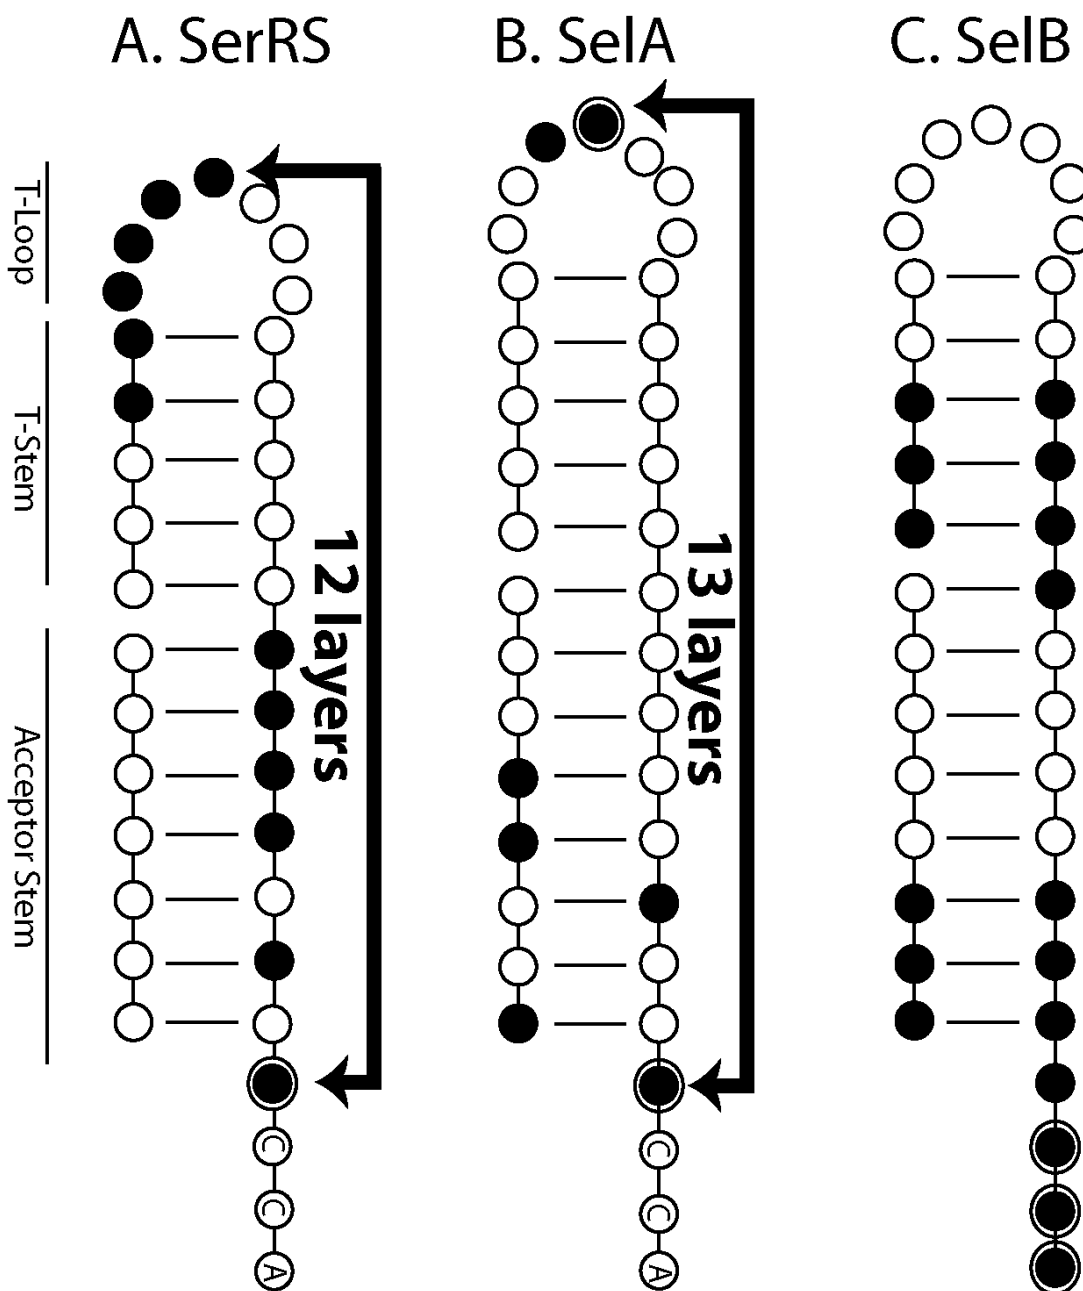 A. SerRS
B. SelA
C. SelB
T-Loop
T-Stem
Acceptor Stem
12 layers
13 layers
C
C
A
C
C
A